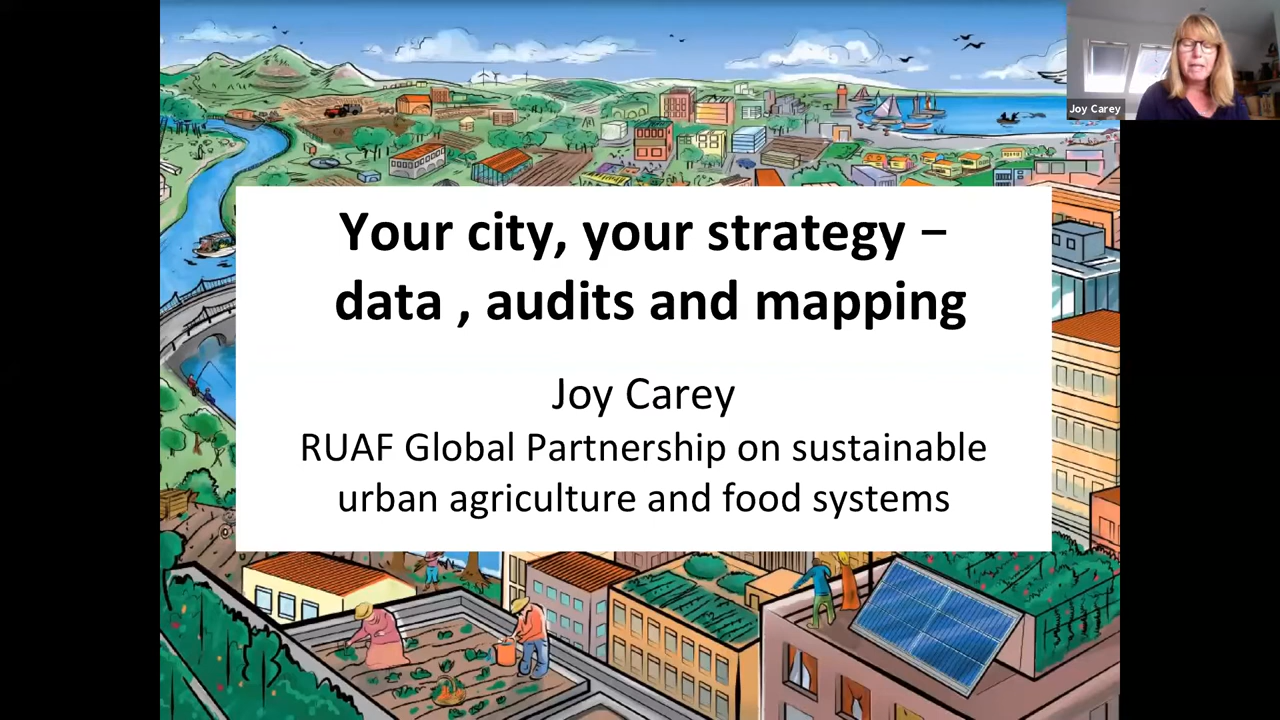 Your city, your strategy –
data , audits and mapping
Joy Carey
RUAF Global Partnership on sustainable
urban agriculture and food systems
Joy Carey